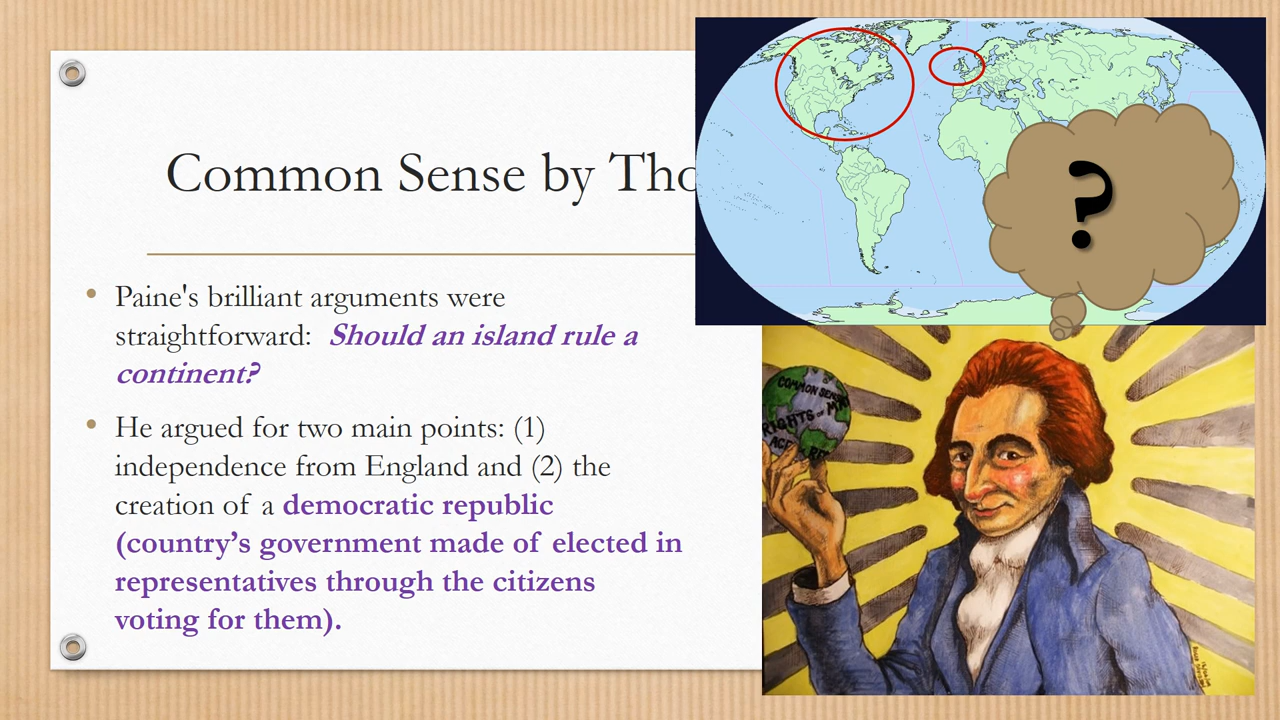 Common Sense by Tho
Paine's brilliant arguments were
straightforward: Should an island rule a
continent?
He argued for two main points: (1)
independence from England and (2) the
creation of a democratic republic
(country’s government made of elected in
representatives through the citizens
voting for them).
?
COMMON SENSE
RIGHTS OF MAN